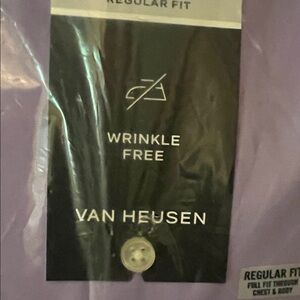 REGULAR FIT
WRINKLE
FREE
VAN HEUSEN
REGULAR FIT
FULL FIT THROUGH
CHEST & BODY